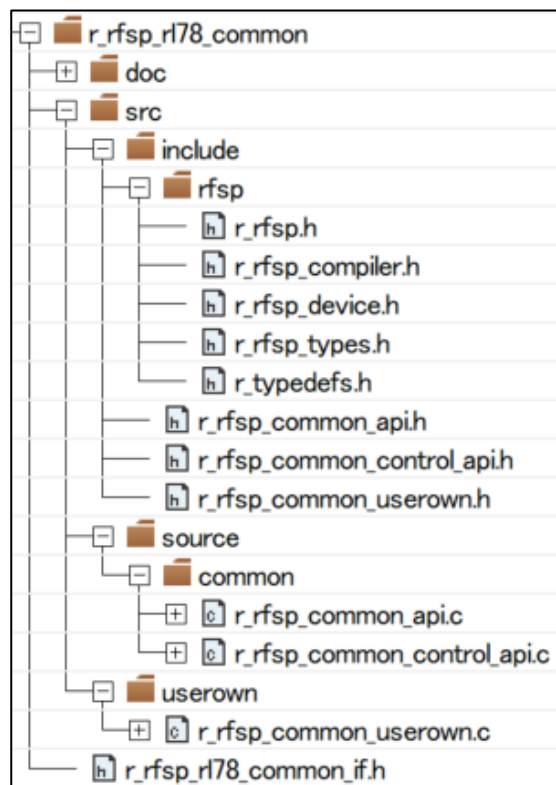 r_rfsp_rl78_common
doc
src
include
rfsp
r_rfsp.h
r_rfsp_compiler.h
r_rfsp_device.h
r_rfsp_types.h
r_typedefs.h
r_rfsp_common_api.h
r_rfsp_common_control_api.h
r_rfsp_common_userown.h
source
common
r_rfsp_common_api.c
r_rfsp_common_control_api.c
userown
r_rfsp_common_userown.c
r_rfsp_rl78_common_if.h